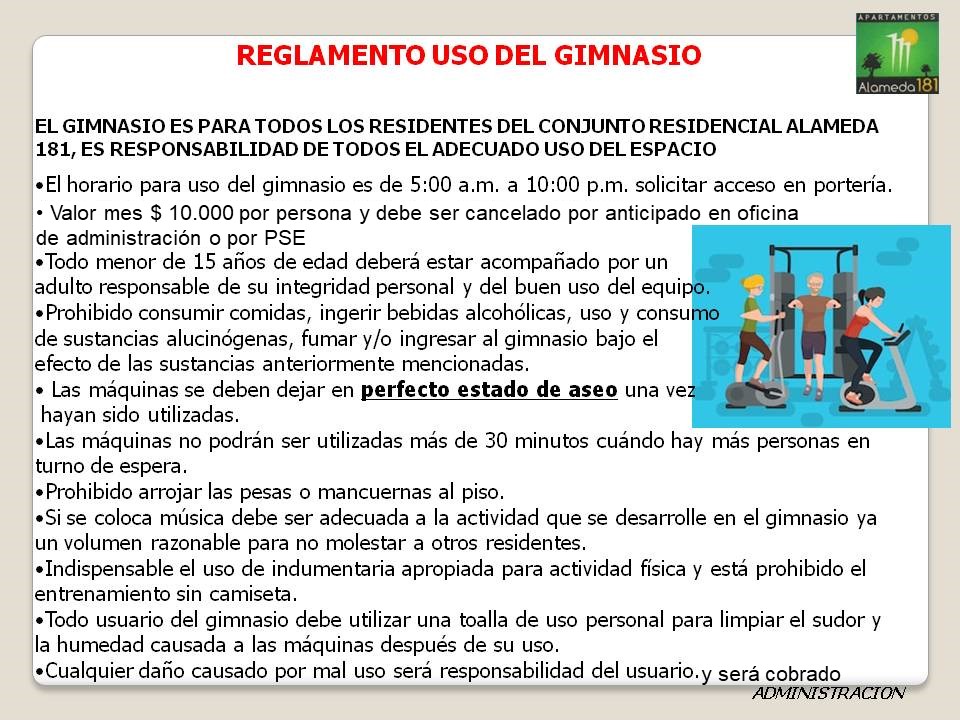 APARTAMENTOS
Alameda181
REGLAMENTO USO DEL GIMNASIO
EL GIMNASIO ES PARA TODOS LOS RESIDENTES DEL CONJUNTO RESIDENCIAL ALAMEDA
181, ES RESPONSABILIDAD DE TODOS EL ADECUADO USO DEL ESPACIO
•El horario para uso del gimnasio es de 5:00 a.m. a 10:00 p.m. solicitar acceso en portería.
• Valor mes $ 10.000 por persona y debe ser cancelado por anticipado en oficina
de administración o por PSE
•Todo menor de 15 años de edad deberá estar acompañado por un
adulto responsable de su integridad personal y del buen uso del equipo.
•Prohibido consumir comidas, ingerir bebidas alcohólicas, uso y consumo
de sustancias alucinógenas, fumar y/o ingresar al gimnasio bajo el
efecto de las sustancias anteriormente mencionadas.
• Las máquinas se deben dejar en perfecto estado de aseo una vez
hayan sido utilizadas.
•Las máquinas no podrán ser utilizadas más de 30 minutos cuándo hay más personas en
turno de espera.
•Prohibido arrojar las pesas o mancuernas al piso.
•Si se coloca música debe ser adecuada a la actividad que se desarrolle en el gimnasio ya
un volumen razonable para no molestar a otros residentes.
•Indispensable el uso de indumentaria apropiada para actividad física y está prohibido el
entrenamiento sin camiseta.
•Todo usuario del gimnasio debe utilizar una toalla de uso personal para limpiar el sudor y
la humedad causada a las máquinas después de su uso.
•Cualquier daño causado por mal uso será responsabilidad del usuario. y será cobrado
ADMINISTRACION